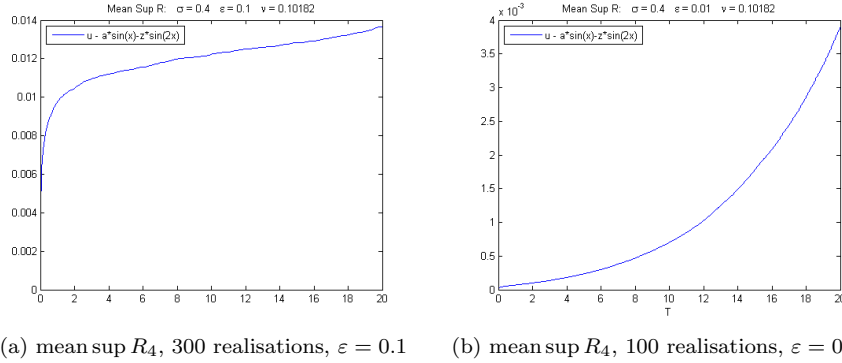 Mean Sup R: σ = 0.4 ε = 0.1 ν = 0.10182
u - a*sin(x)-z*sin(2x)
0.014
0.012
0.01
0.008
0.006
0.004
0.002
0
0 2 4 6 8 10 12 14 16 18 20
(a) mean sup R₄, 300 realisations, ε = 0.1
Mean Sup R: σ = 0.4 ε = 0.01 ν = 0.10182
x 10⁻³
u - a*sin(x)-z*sin(2x)
4
3.5
3
2.5
2
1.5
1
0.5
0
0 2 4 6 8 10 12 14 16 18 20
T
(b) mean sup R₄, 100 realisations, ε = 0